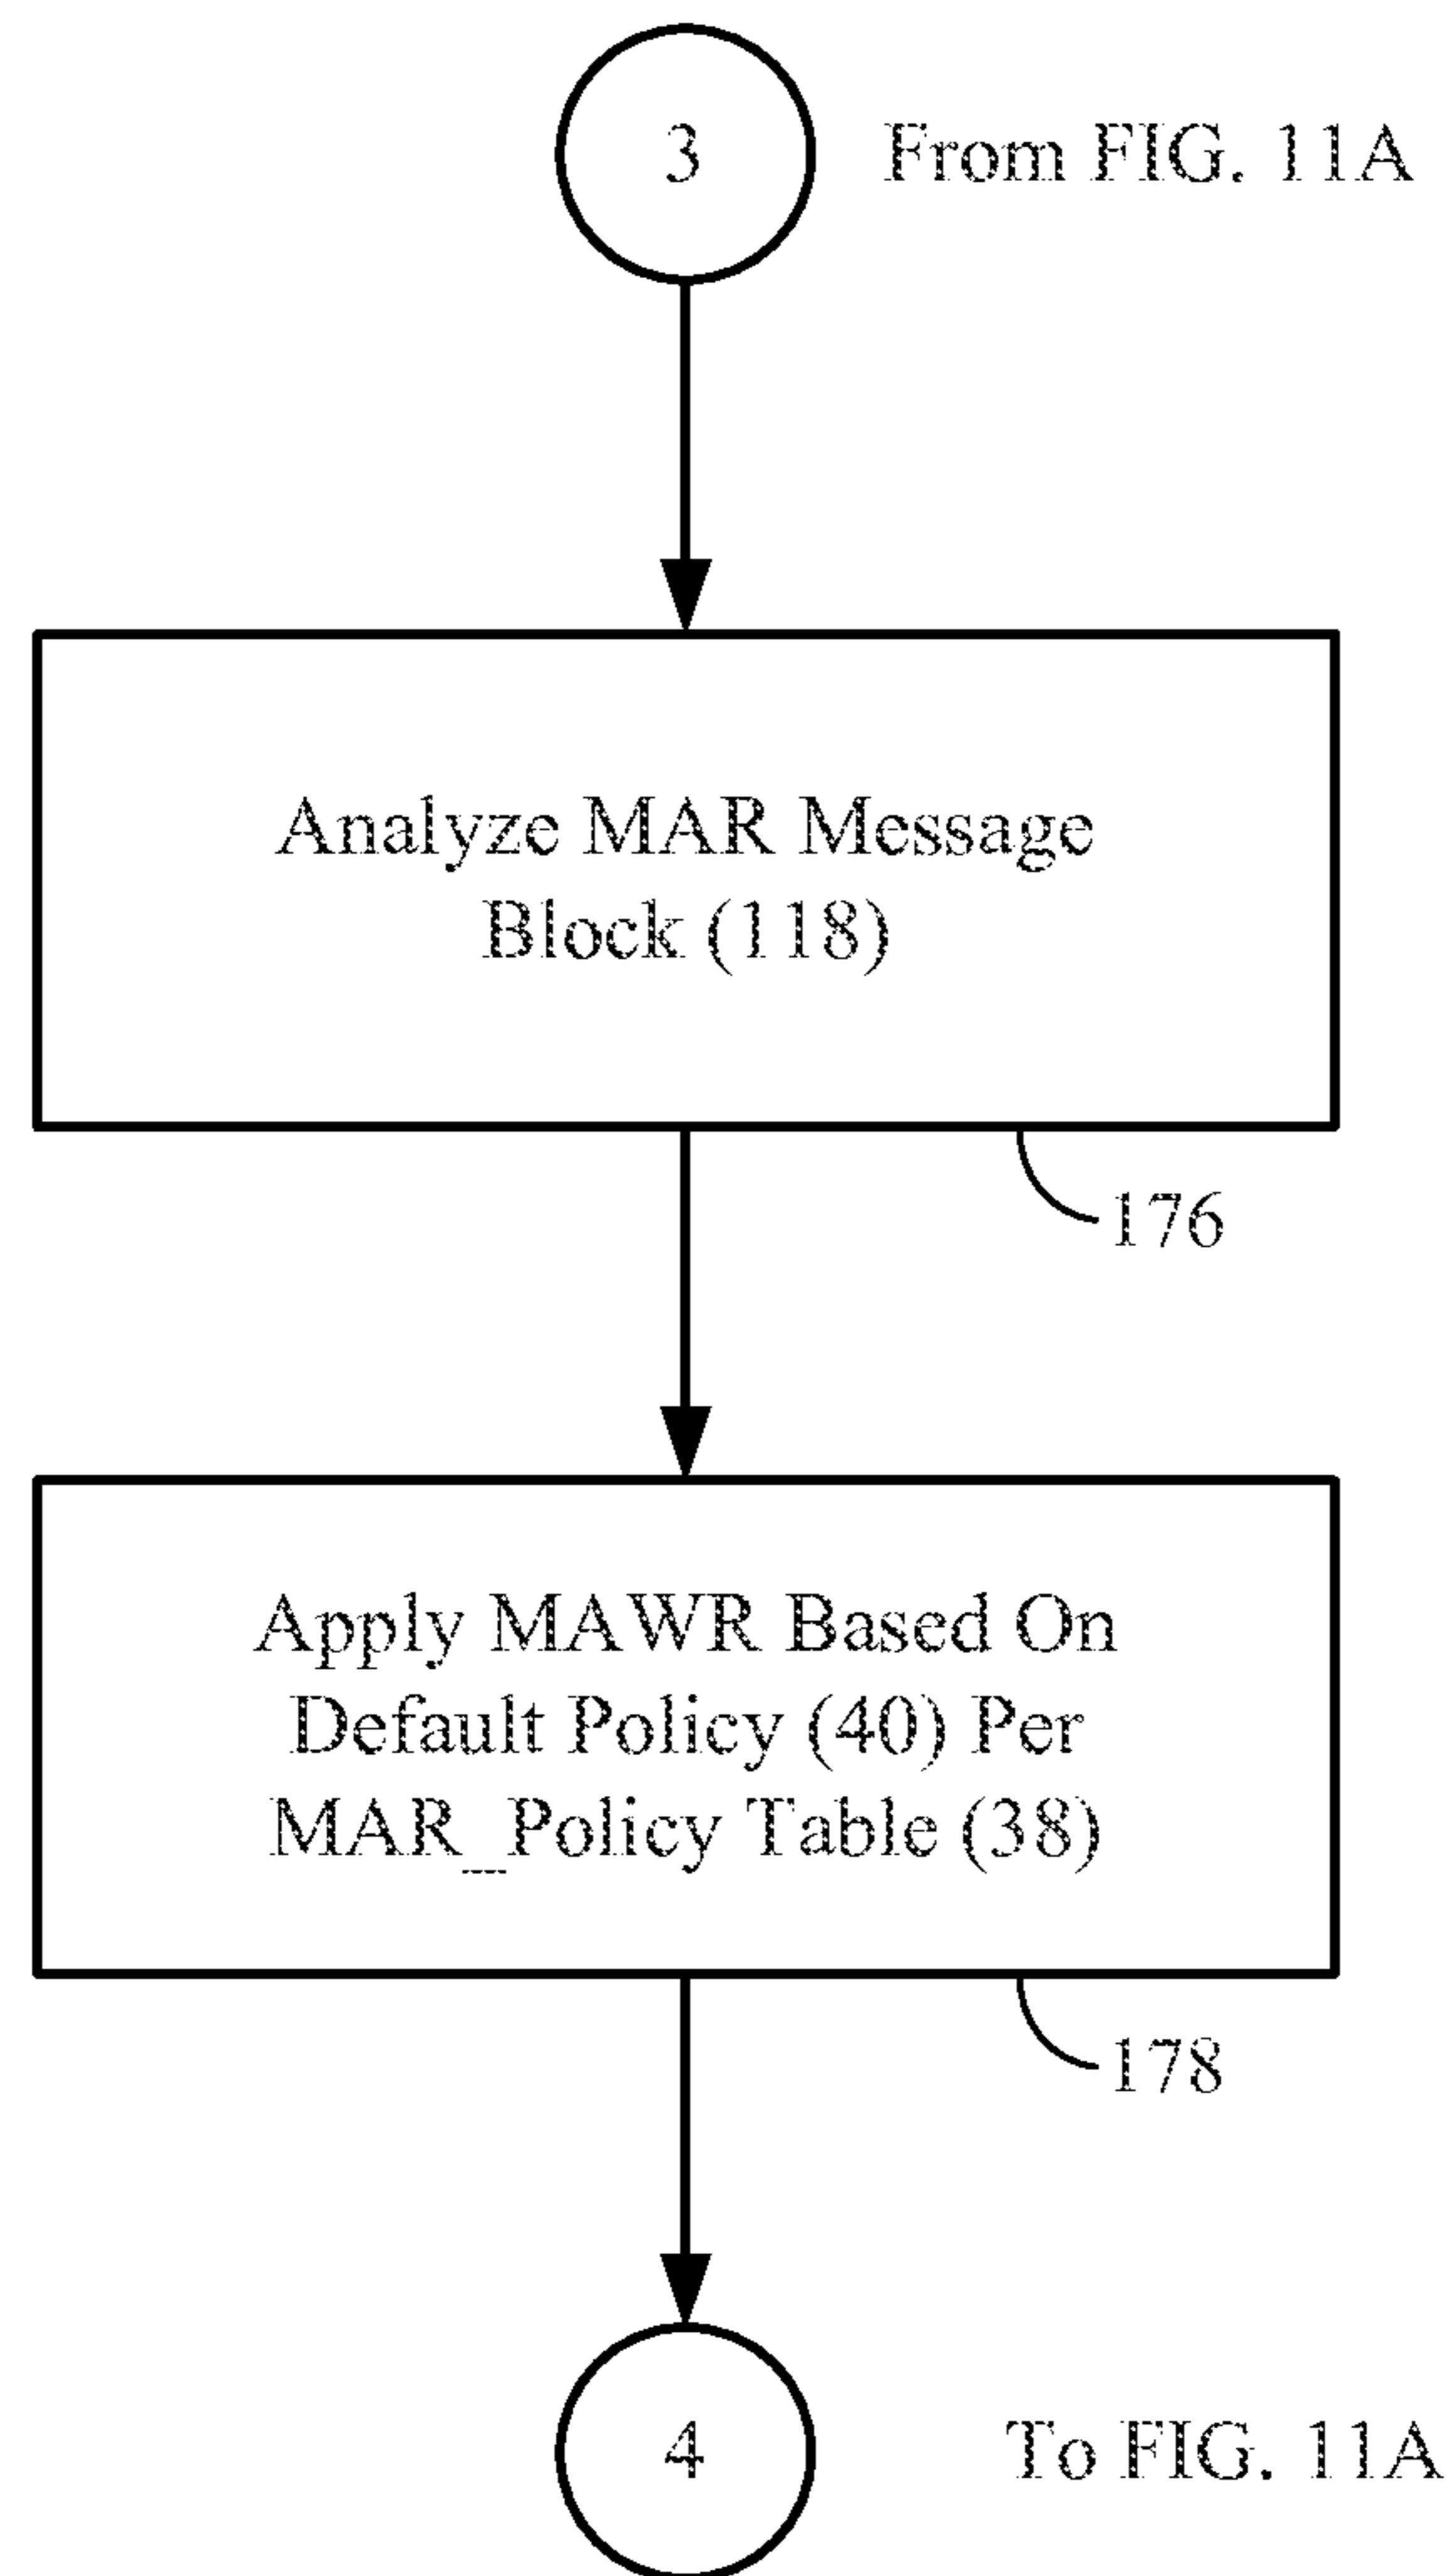 3
From FIG. 11A
Analyze MAR Message
Block (118)
176
Apply MAWR Based On
Default Policy (40) Per
MAR_Policy Table (38)
178
4
To FIG. 11A